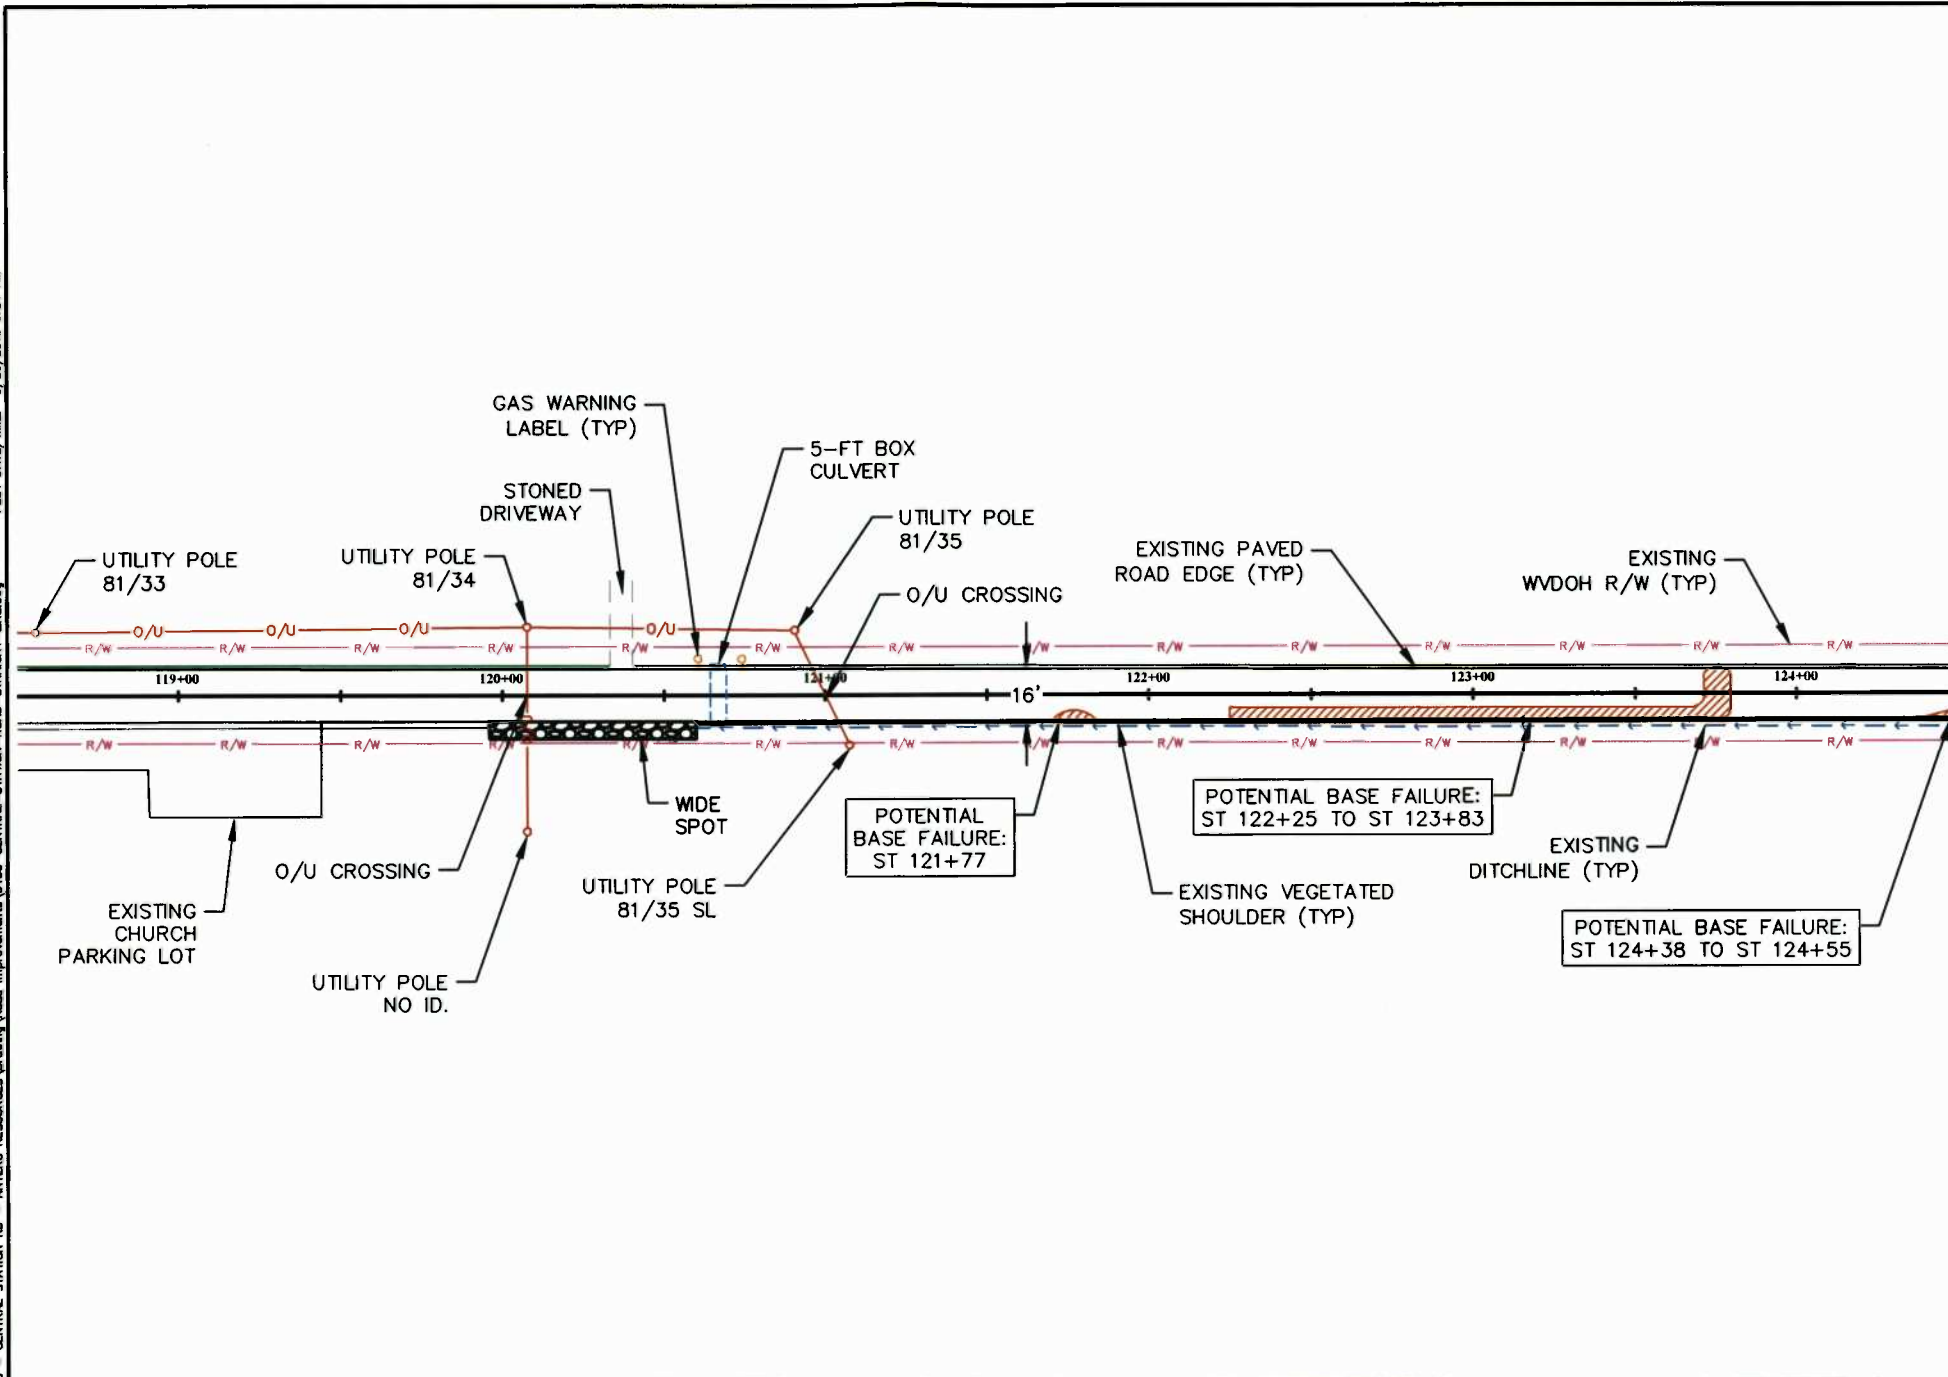 GAS WARNING
LABEL (TYP)
5-FT BOX
CULVERT
STONED
DRIVEWAY
UTILITY POLE
81/35
UTILITY POLE
81/33
UTILITY POLE
81/34
EXISTING PAVED
ROAD EDGE (TYP)
EXISTING
WVDOH R/W (TYP)
O/U CROSSING
O/U O/U O/U O/U
R/W R/W R/W R/W R/W R/W R/W R/W R/W R/W R/W R/W R/W R/W
119+00 120+00 121+00 122+00 123+00 124+00
16'
R/W R/W R/W R/W R/W R/W R/W R/W R/W R/W R/W R/W R/W R/W
WIDE
SPOT
POTENTIAL
BASE FAILURE:
ST 121+77
POTENTIAL BASE FAILURE:
ST 122+25 TO ST 123+83
EXISTING
DITCHLINE (TYP)
O/U CROSSING
UTILITY POLE
81/35 SL
EXISTING VEGETATED
SHOULDER (TYP)
EXISTING
CHURCH
PARKING LOT
POTENTIAL BASE FAILURE:
ST 124+38 TO ST 124+55
UTILITY POLE
NO ID.